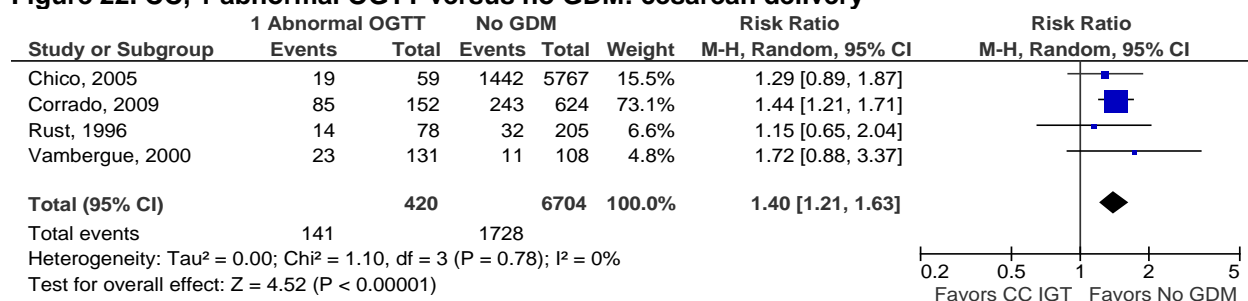 Figure 22. CC, 1 abnormal OGTT versus no GDM: cesarean delivery
1 Abnormal OGTT No GDM Risk Ratio Risk Ratio
Study or Subgroup Events Total Events Total Weight M-H, Random, 95% CI M-H, Random, 95% CI
Chico, 2005 19 59 1442 5767 15.5% 1.29 [0.89, 1.87]
Corrado, 2009 85 152 243 624 73.1% 1.44 [1.21, 1.71]
Rust, 1996 14 78 32 205 6.6% 1.15 [0.65, 2.04]
Vambergue, 2000 23 131 11 108 4.8% 1.72 [0.88, 3.37]
Total (95% CI) 420 6704 100.0% 1.40 [1.21, 1.63]
Total events 141 1728
Heterogeneity: Tau² = 0.00; Chi² = 1.10, df = 3 (P = 0.78); I² = 0%
Test for overall effect: Z = 4.52 (P < 0.00001)
0.2 0.5 1 2 5
Favors CC IGT Favors No GDM